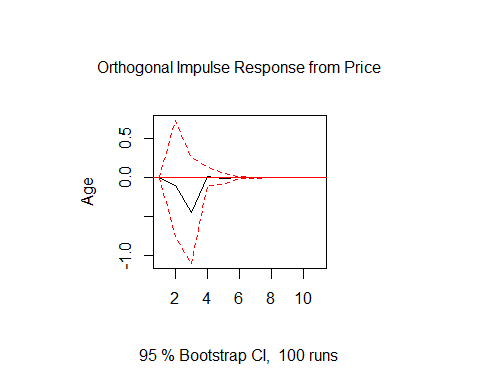 Orthogonal Impulse Response from Price
0.5
0.0
-1.0
Age
2 4 6 8 10
95 % Bootstrap CI, 100 runs